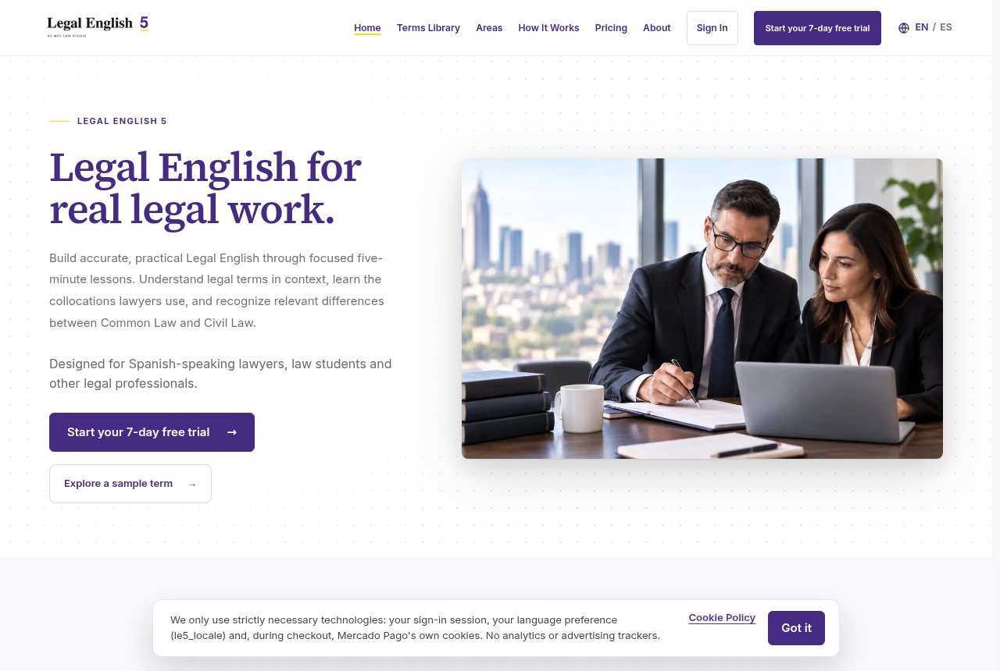 Legal English 5
BY MPC LAW STUDIO
Home
Terms Library
Areas
How It Works
Pricing
About
Sign In
Start your 7-day free trial
EN / ES
LEGAL ENGLISH 5
Legal English for
real legal work.
Build accurate, practical Legal English through focused five-
minute lessons. Understand legal terms in context, learn the
collocations lawyers use, and recognize relevant differences
between Common Law and Civil Law.
Designed for Spanish-speaking lawyers, law students and
other legal professionals.
Start your 7-day free trial →
Explore a sample term →
We only use strictly necessary technologies: your sign-in session, your language preference
(le5_locale) and, during checkout, Mercado Pago's own cookies. No analytics or advertising trackers.
Cookie Policy
Got it